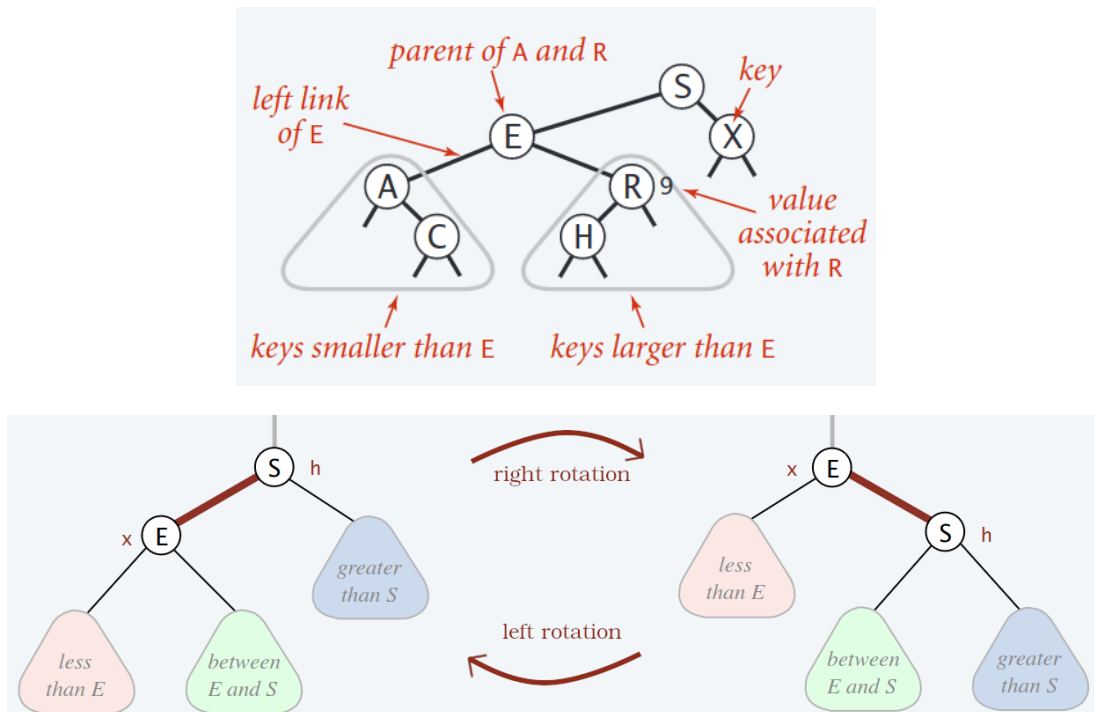 parent of A and R
key
left link
of E
S
E
X
A
R
9
C
H
value
associated
with R
keys smaller than E
keys larger than E
S
h
right rotation
x
E
x
E
S
h
greater
than S
less
than E
left rotation
less
than E
between
E and S
between
E and S
greater
than S